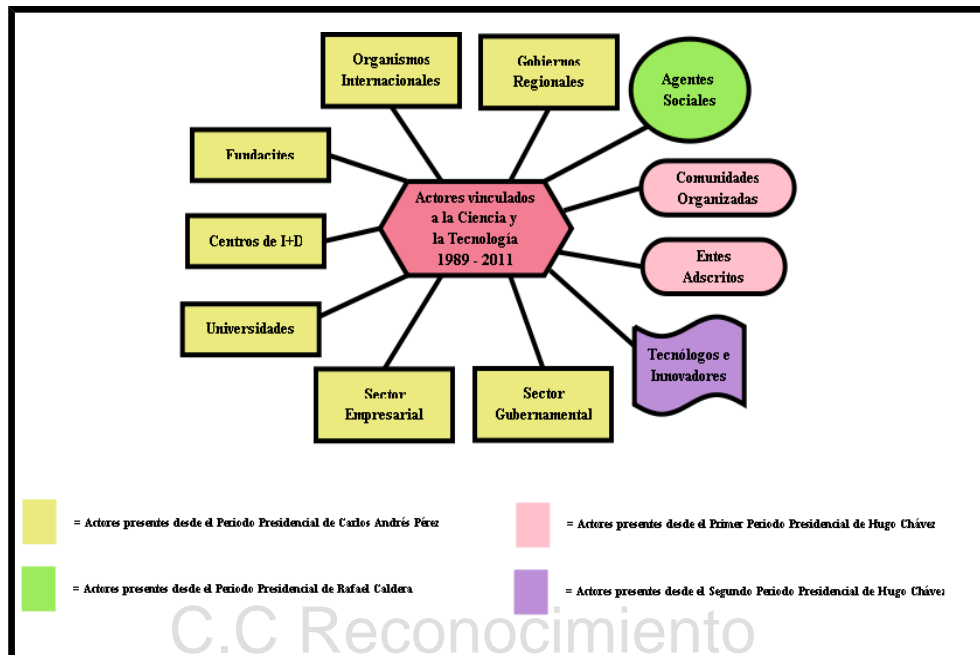 Organismos
Internacionales
Gobiernos
Regionales
Agentes
Sociales
Fundacites
Comunidades
Organizadas
Actores vinculados
a la Ciencia y
la Tecnología
1989 - 2011
Centros de I+D
Entes
Adscritos
Universidades
Tecnólogos e
Innovadores
Sector
Empresarial
Sector
Gubernamental
= Actores presentes desde el Periodo Presidencial de Carlos Andrés Pérez
= Actores presentes desde el Primer Periodo Presidencial de Hugo Chávez
= Actores presentes desde el Periodo Presidencial de Rafael Caldera
= Actores presentes desde el Segundo Periodo Presidencial de Hugo Chávez
C.C Reconocimiento